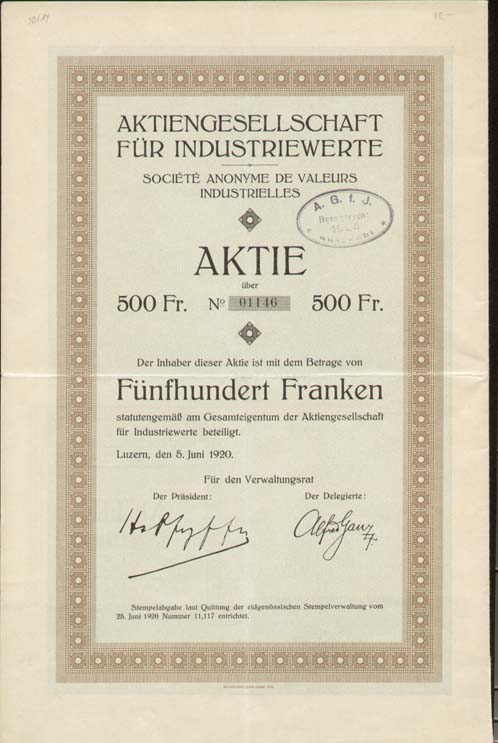 AKTIENGESELLSCHAFT
FÜR INDUSTRIEWERTE
SOCIÉTÉ ANONYME DE VALEURS
INDUSTRIELLES
A. G. f. J.
AKTIE
über
500 Fr. No 01146 500 Fr.
Der Inhaber dieser Aktie ist mit dem Betrage von
Fünfhundert Franken
statutengemäß am Gesamteigentum der Aktiengesellschaft
für Industriewerte beteiligt.
Luzern, den 5. Juni 1920.
Für den Verwaltungsrat
Der Präsident: Der Delegierte:
Alfred Ganz
Stempelabgabe laut Quittung der eidgenössischen Stempelverwaltung vom
25. Juni 1920 Nummer 11,117 entrichtet.